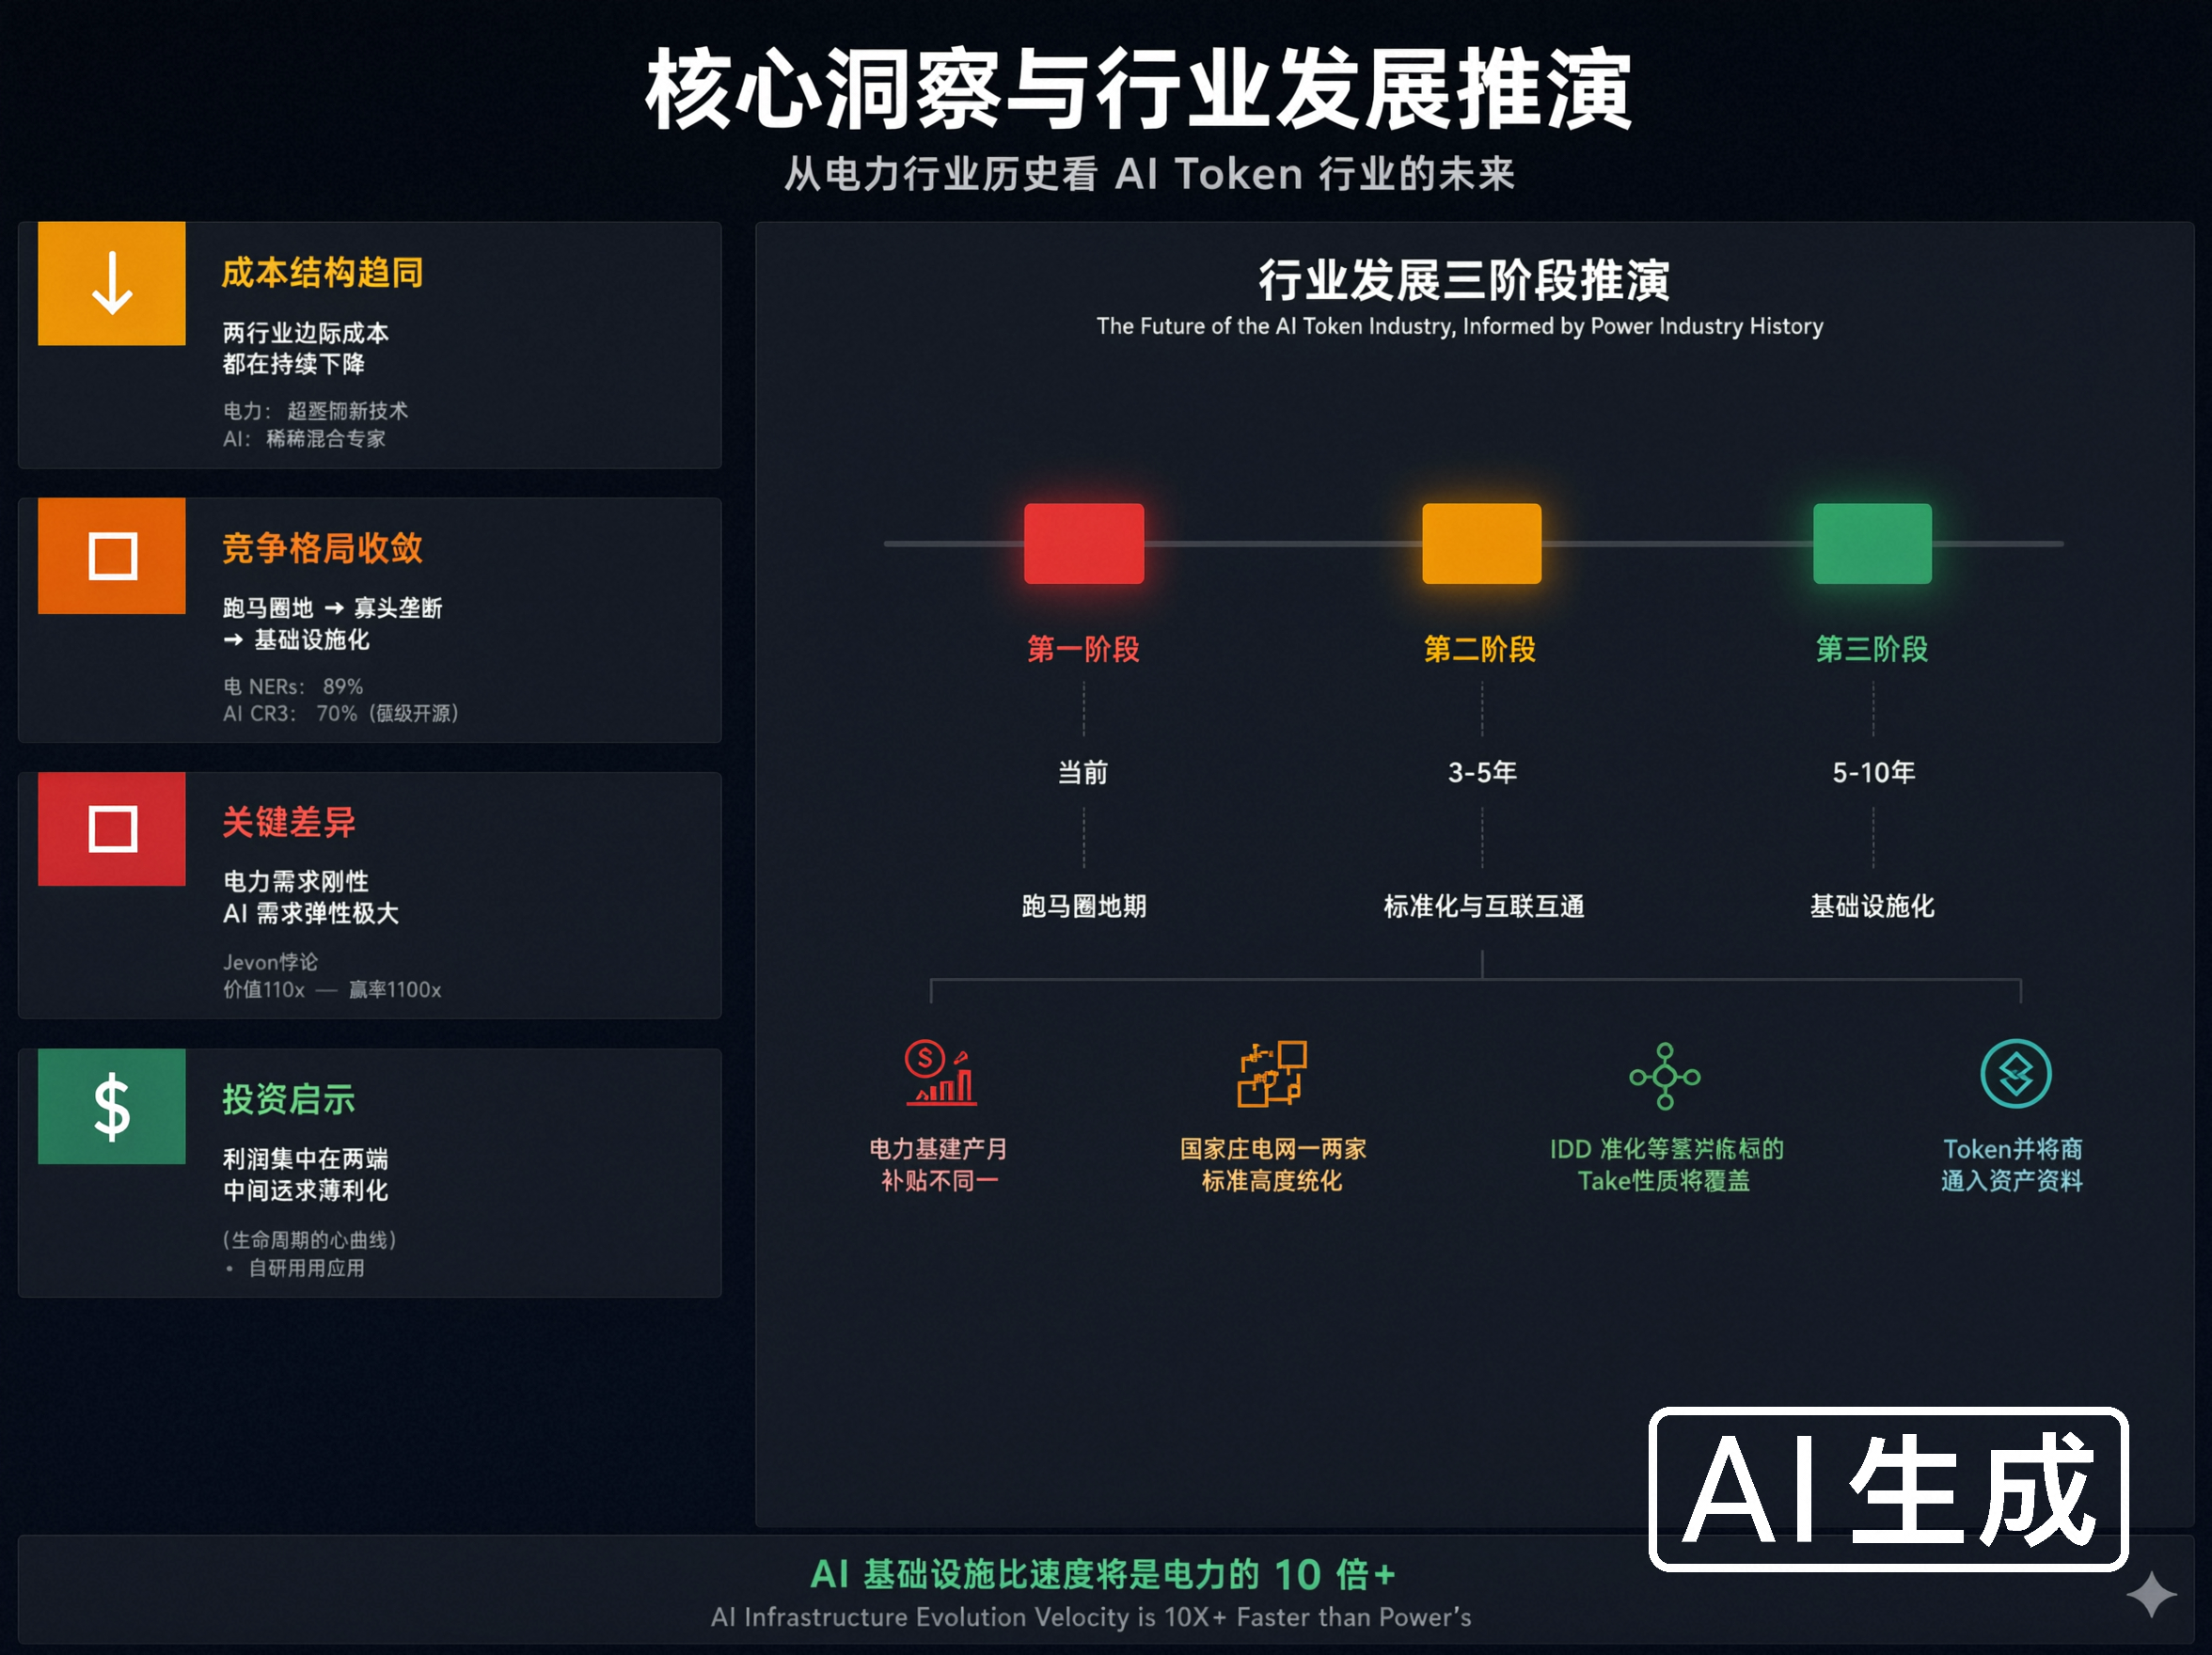 核心洞察与行业发展推演
从电力行业历史看 AI Token 行业的未来
成本结构趋同
两行业边际成本
都在持续下降
电力： 超 新技术
AI： 稀稀混合专家
竞争格局收敛
跑马圈地 → 寡头垄断
→ 基础设施化
电 NERs： 89%
AI CR3： 70%（ 级开源）
关键差异
电力需求刚性
AI 需求弹性极大
Jevon悖论
价值110x — 赢率1100x
$
投资启示
利润集中在两端
中间 求薄利化
（生命周期的心曲线）
• 自研用用应用
行业发展三阶段推演
The Future of the AI Token Industry, Informed by Power Industry History
第一阶段
第二阶段
第三阶段
当前
3-5年
5-10年
跑马圈地期
标准化与互联互通
基础设施化
$
电力基建产月
补贴不同一
国家庄电网一两家
标准高度统化
IDD 准化等 的
Take性质将覆盖
Token并将商
通入资产资料
AI 基础设施比速度将是电力的 10 倍+
AI Infrastructure Evolution Velocity is 10X+ Faster than Power's
AI生成